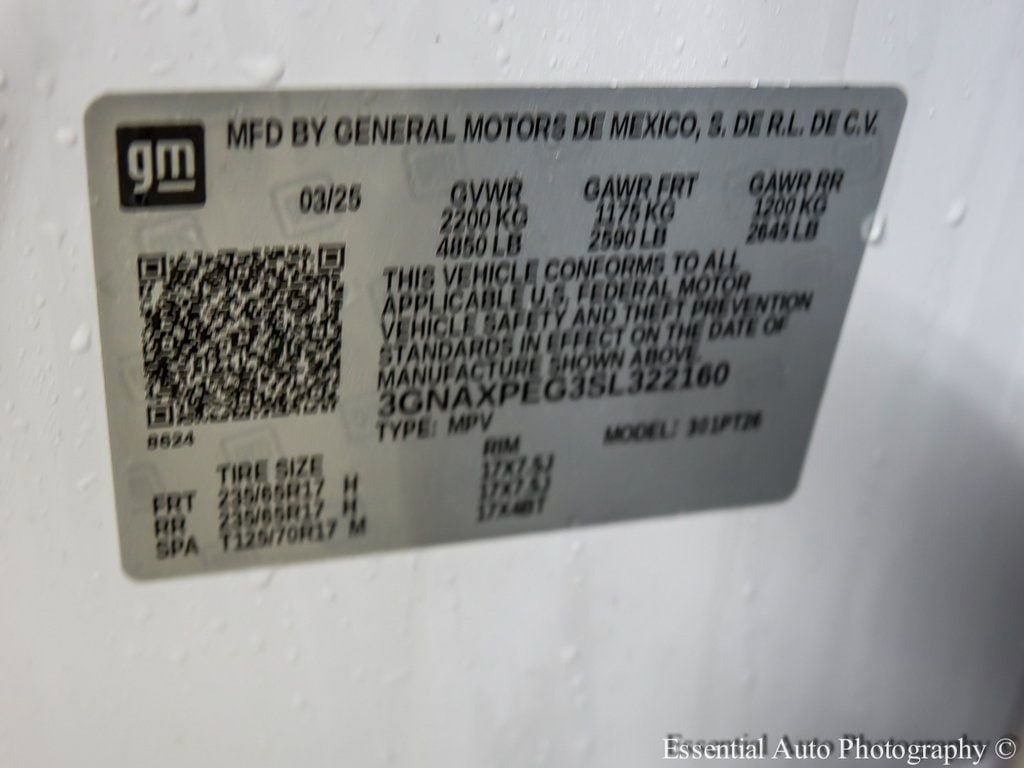 gm
MFD BY GENERAL MOTORS DE MEXICO, S. DE R.L. DE C.V.
03/25 GVWR GAWR FRT GAWR RR
2200 KG 1175 KG 1200 KG
4850 LB 2590 LB 2645 LB
THIS VEHICLE CONFORMS TO ALL
APPLICABLE U.S. FEDERAL MOTOR
VEHICLE SAFETY AND THEFT PREVENTION
STANDARDS IN EFFECT ON THE DATE OF
MANUFACTURE SHOWN ABOVE.
3GNAXPEG3SL322160
TYPE: MPV MODEL: 301PT26
8624
TIRE SIZE RIM
FRT 235/65R17 H 17X7.5J
RR 235/65R17 H 17X7.5J
SPA T125/70R17 M 17X4BT
Essential Auto Photography ©